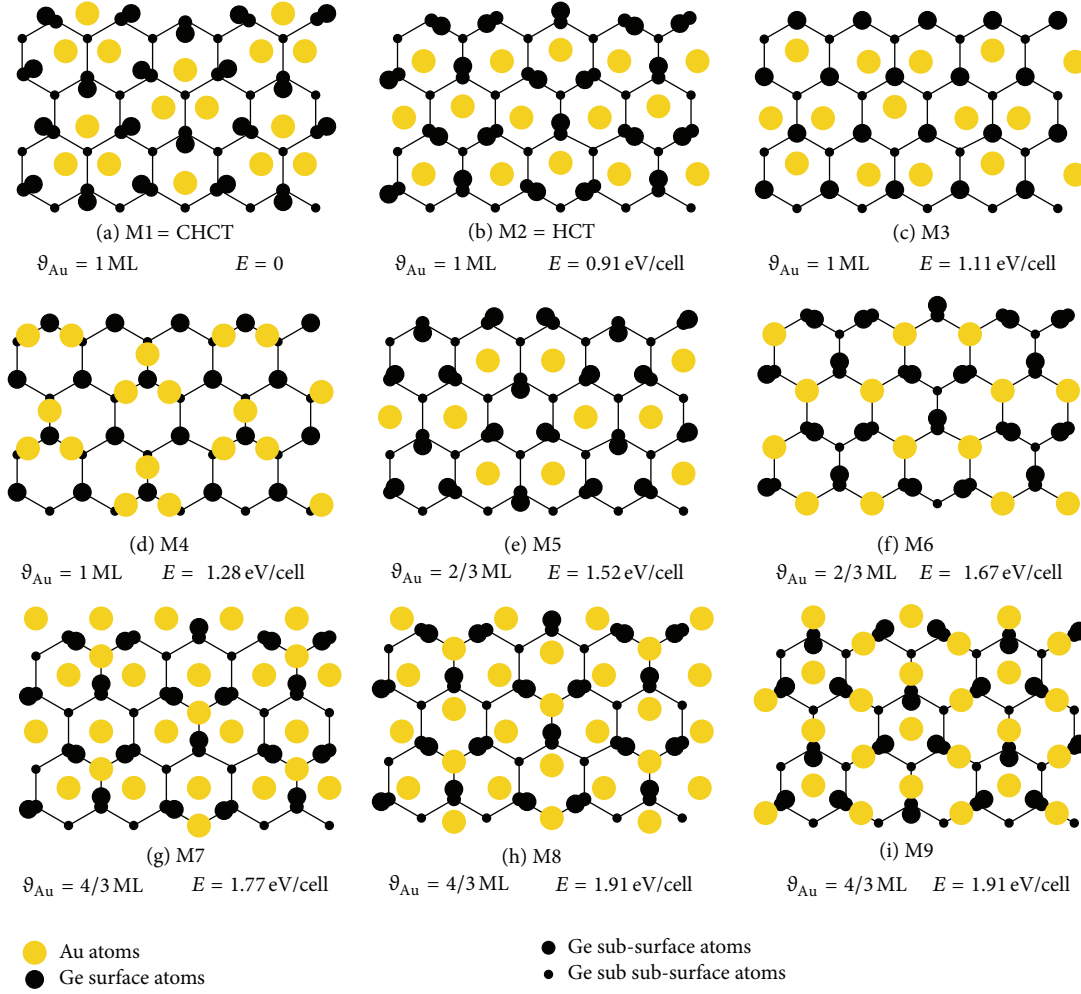 (a) M1 = CHCT
ϑAu = 1 ML E = 0
(b) M2 = HCT
ϑAu = 1 ML E = 0.91 eV/cell
(c) M3
ϑAu = 1 ML E = 1.11 eV/cell
(d) M4
ϑAu = 1 ML E = 1.28 eV/cell
(e) M5
ϑAu = 2/3 ML E = 1.52 eV/cell
(f) M6
ϑAu = 2/3 ML E = 1.67 eV/cell
(g) M7
ϑAu = 4/3 ML E = 1.77 eV/cell
(h) M8
ϑAu = 4/3 ML E = 1.91 eV/cell
(i) M9
ϑAu = 4/3 ML E = 1.91 eV/cell
Au atoms
Ge surface atoms
Ge sub-surface atoms
Ge sub sub-surface atoms